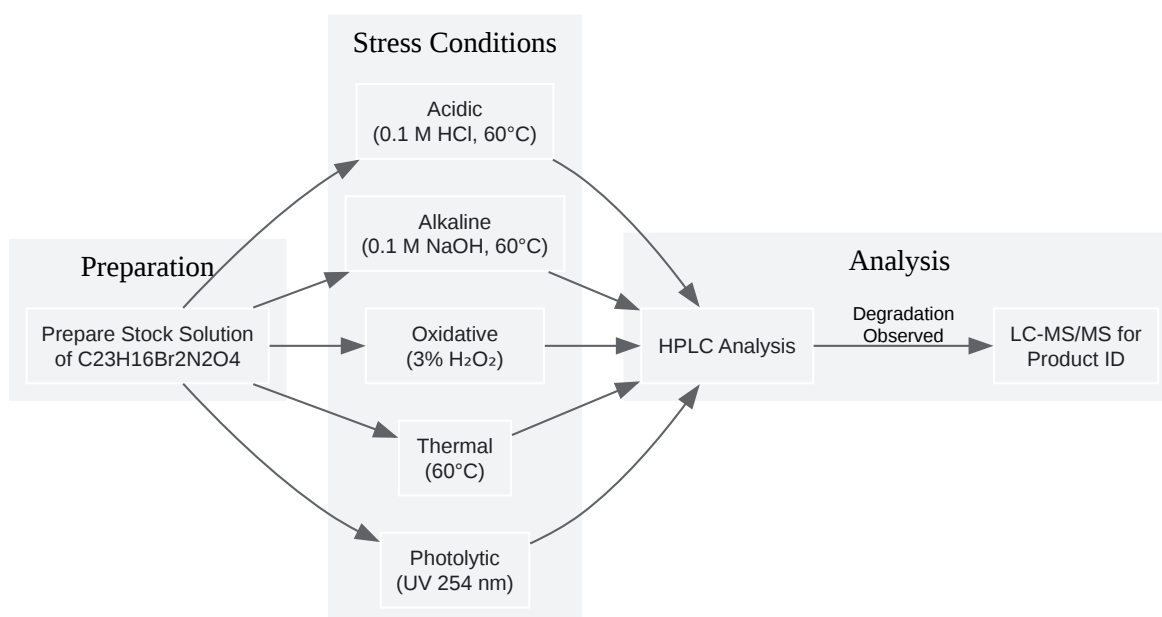 Stress Conditions
Acidic
(0.1 M HCl, 60°C)
Alkaline
(0.1 M NaOH, 60°C)
Preparation
Analysis
Prepare Stock Solution
of C23H16Br2N2O4
Oxidative
(3% H₂O₂)
HPLC Analysis
Degradation
Observed
LC-MS/MS for
Product ID
Thermal
(60°C)
Photolytic
(UV 254 nm)